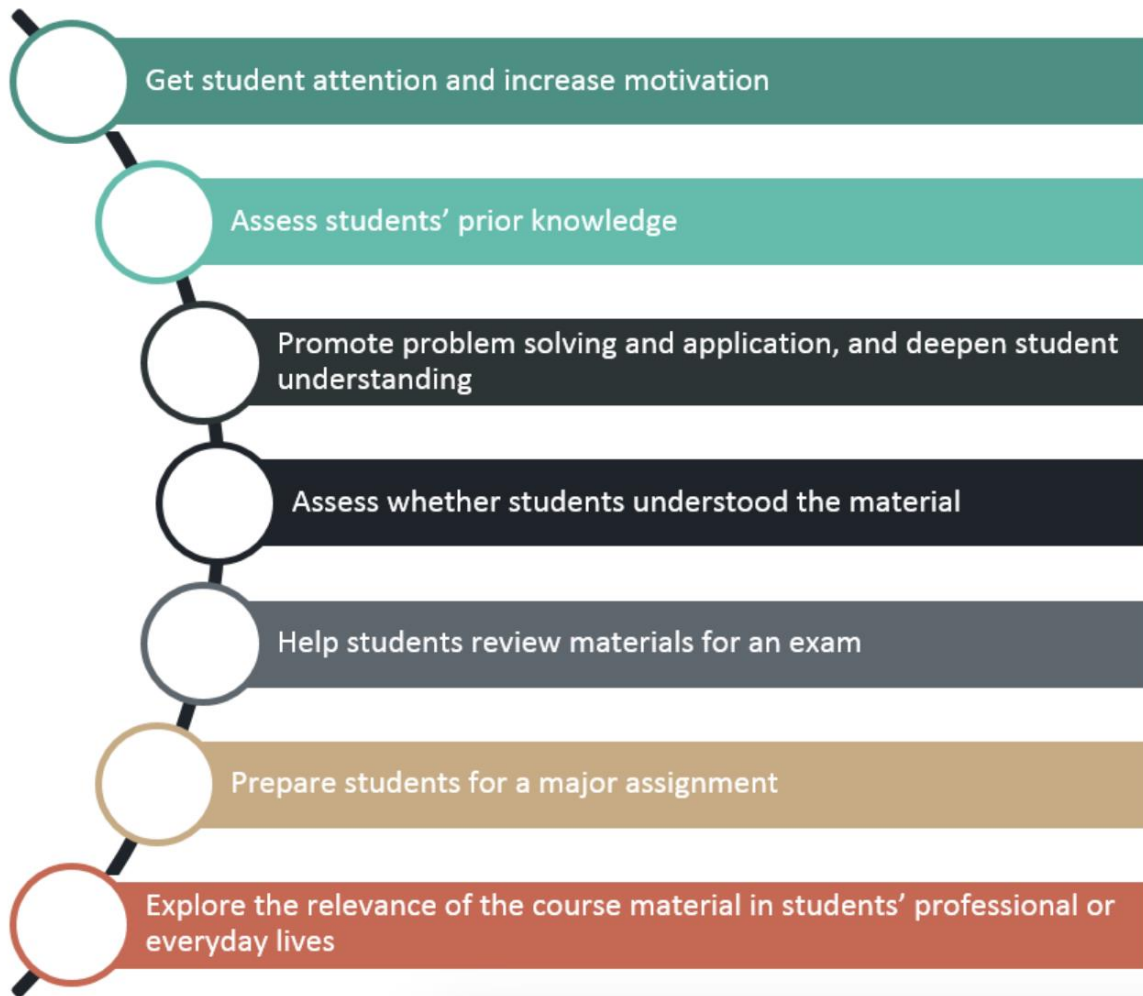 Get student attention and increase motivation
Assess students’ prior knowledge
Promote problem solving and application, and deepen student
understanding
Assess whether students understood the material
Help students review materials for an exam
Prepare students for a major assignment
Explore the relevance of the course material in students’ professional or
everyday lives